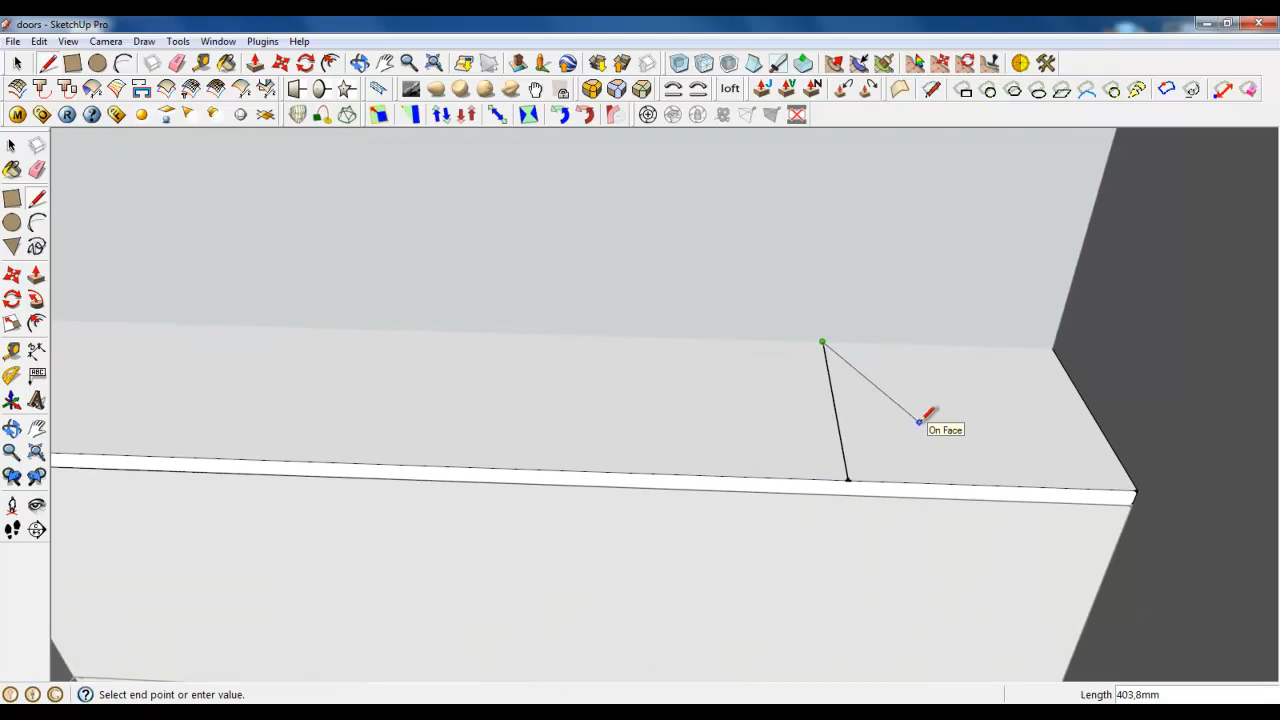 doors - SketchUp Pro
File Edit View Camera Draw Tools Window Plugins Help
loft J V N
M R ?
ABC
On Face
? Select end point or enter value. Length 403,8mm